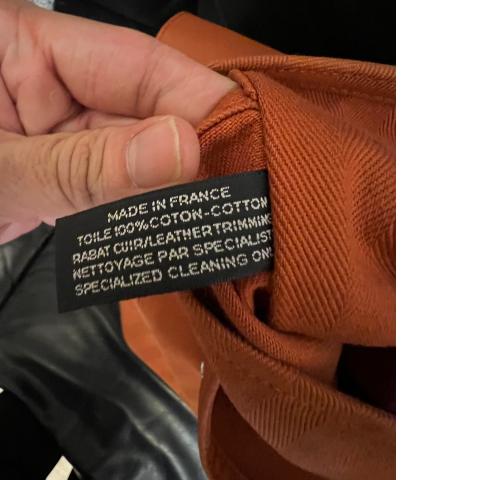 MADE IN FRANCE
TOILE 100% COTON-COTTON
RABAT CUIR/LEATHER TRIMMING
NETTOYAGE PAR SPECIALIST
SPECIALIZED CLEANING ON